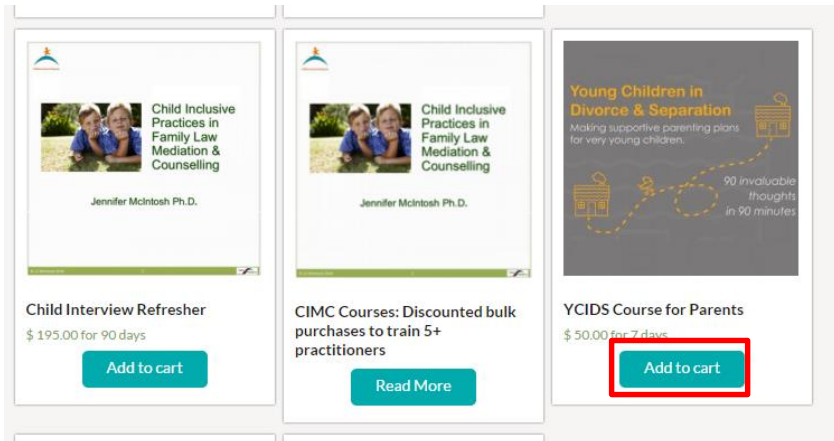 Child Inclusive
Practices in
Family Law
Mediation &
Counselling
Jennifer McIntosh Ph.D.
Child Interview Refresher
$ 195.00 for 90 days
Add to cart
Child Inclusive
Practices in
Family Law
Mediation &
Counselling
Jennifer McIntosh Ph.D.
CIMC Courses: Discounted bulk
purchases to train 5+
practitioners
Read More
Young Children in
Divorce & Separation
Making supportive parenting plans
for very young children.
90 invaluable
thoughts
in 90 minutes
YCIDS Course for Parents
$ 50.00 for 7 days
Add to cart